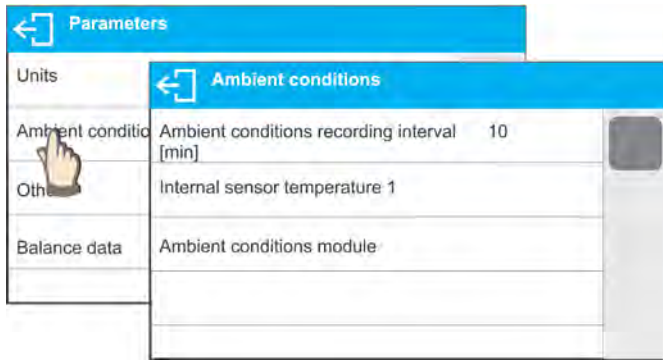 Parameters
Units
Ambient conditio
Oth
Balance data
Ambient conditions
Ambient conditions recording interval 10
[min]
Internal sensor temperature 1
Ambient conditions module